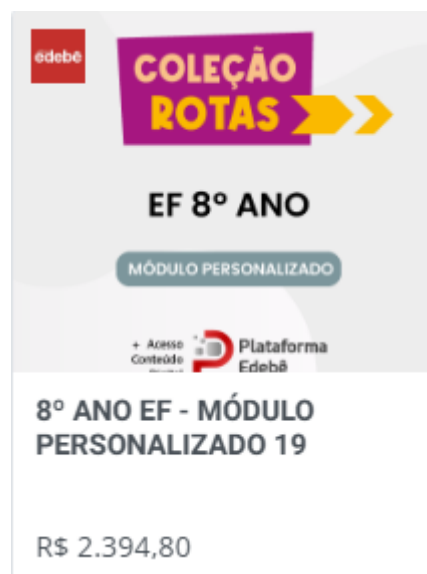 edebê
COLEÇÃO
ROTAS
EF 8º ANO
MÓDULO PERSONALIZADO
+ Acesso
Conteúdo
Plataforma
Edebê
8º ANO EF - MÓDULO
PERSONALIZADO 19
R$ 2.394,80